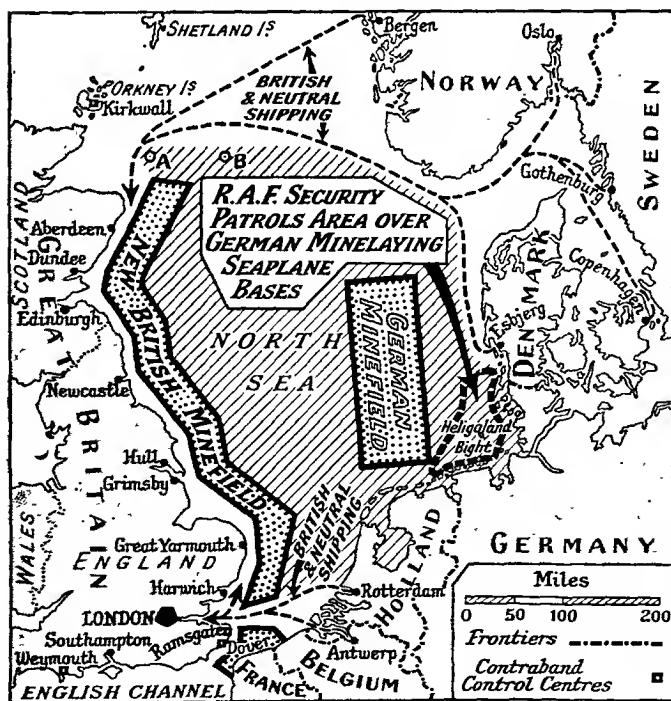 SHETLAND Is
Bergen
Oslo
ORKNEY Is
Kirkwall
BRITISH
& NEUTRAL
SHIPPING
NORWAY
SWEDEN
A
B
Gothenburg
SCOTLAND
R.A.F. SECURITY
PATROLS AREA OVER
GERMAN MINELAYING
SEAPLANE
BASES
Aberdeen
Dundee
Edinburgh
GREAT BRITAIN
NEW BRITISH MINEFIELD
NORTH
SEA
GERMAN
MINEFIELD
DENMARK
Copenhagen
Esbjerg
Newcastle
Heligaland
Bight
Hull
Grimsby
WALES
BRITISH
& NEUTRAL
SHIPPING
Great Yarmouth
ENGLAND
HOLLAND
GERMANY
Harwich
Rotterdam
LONDON
Southampton
Ramsgate
Weymouth
Dover
Antwerp
FRANCE
BELGIUM
ENGLISH CHANNEL
Miles
0 50 100 200
Frontiers
Contraband
Control Centres